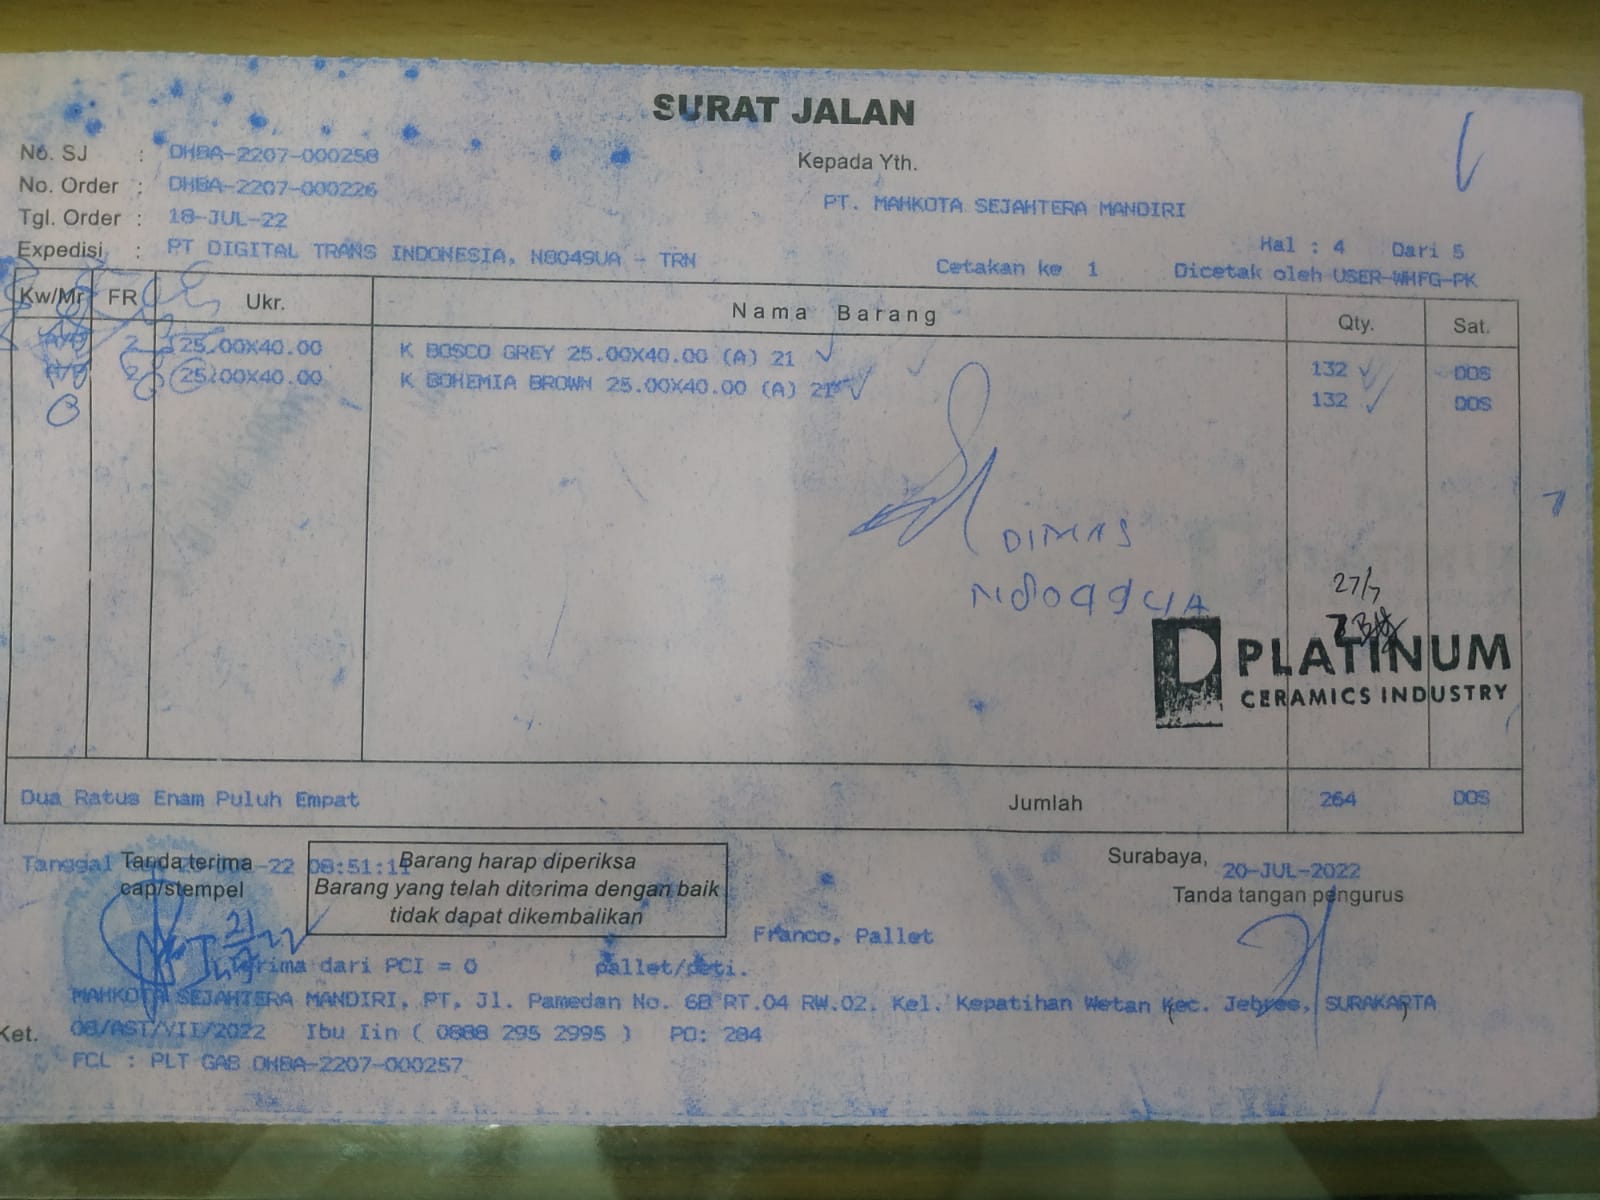 SURAT JALAN
No. SJ : DHBA-2207-000258
Kepada Yth.
No. Order : DHBA-2207-000226
PT. MAHKOTA SEJAHTERA MANDIRI
Tgl. Order : 18-JUL-22
Expedisi : PT DIGITAL TRANS INDONESIA, N8049UA - TRN
Hal : 4 Dari 5
Cetakan ke 1 Dicetak oleh USER-WHFG-PK
Kw/Mr FR Ukr. Nama Barang Qty. Sat.
2 25.00X40.00 K BOSCO GREY 25.00X40.00 (A) 21 132 DOS
2 25.00X40.00 K BOHEMIA BROWN 25.00X40.00 (A) 21 132 DOS
DIMAS
N8049UA
27/7
PLATINUM
CERAMICS INDUSTRY
Dua Ratus Enam Puluh Empat Jumlah 264 DOS
Tanggal -22 08:51:11
Tanda terima
cap/stempel
Barang harap diperiksa
Barang yang telah diterima dengan baik
tidak dapat dikembalikan
Surabaya, 20-JUL-2022
Tanda tangan pengurus
Franco, Pallet
dari PCI = 0 pallet/peti.
MAHKOTA SEJAHTERA MANDIRI, PT, Jl. Pamedan No. 6B RT.04 RW.02, Kel. Kepatihan Wetan Kec. Jebres, SURAKARTA
Ket. 08/AST/VII/2022 Ibu Iin ( 0888 295 2995 ) PO: 284
FCL : PLT GAB DHBA-2207-000257